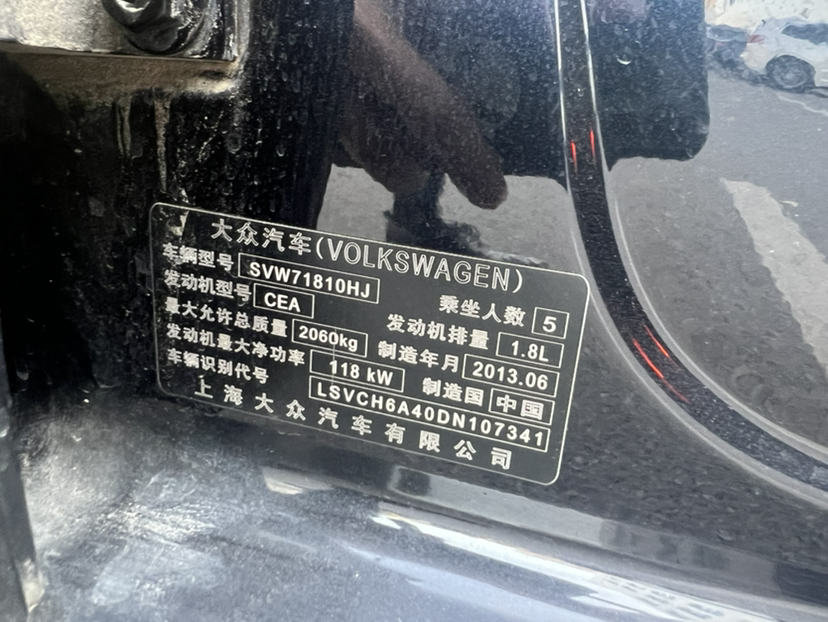 大众汽车(VOLKSWAGEN)
车辆型号 SVW71810HJ 乘坐人数 5
发动机型号 CEA 发动机排量 1.8L
最大允许总质量 2060kg 制造年月 2013.06
发动机最大净功率 118 kW 制造国 中国
车辆识别代号 LSVCH6A40DN107341
上海大众汽车有限公司